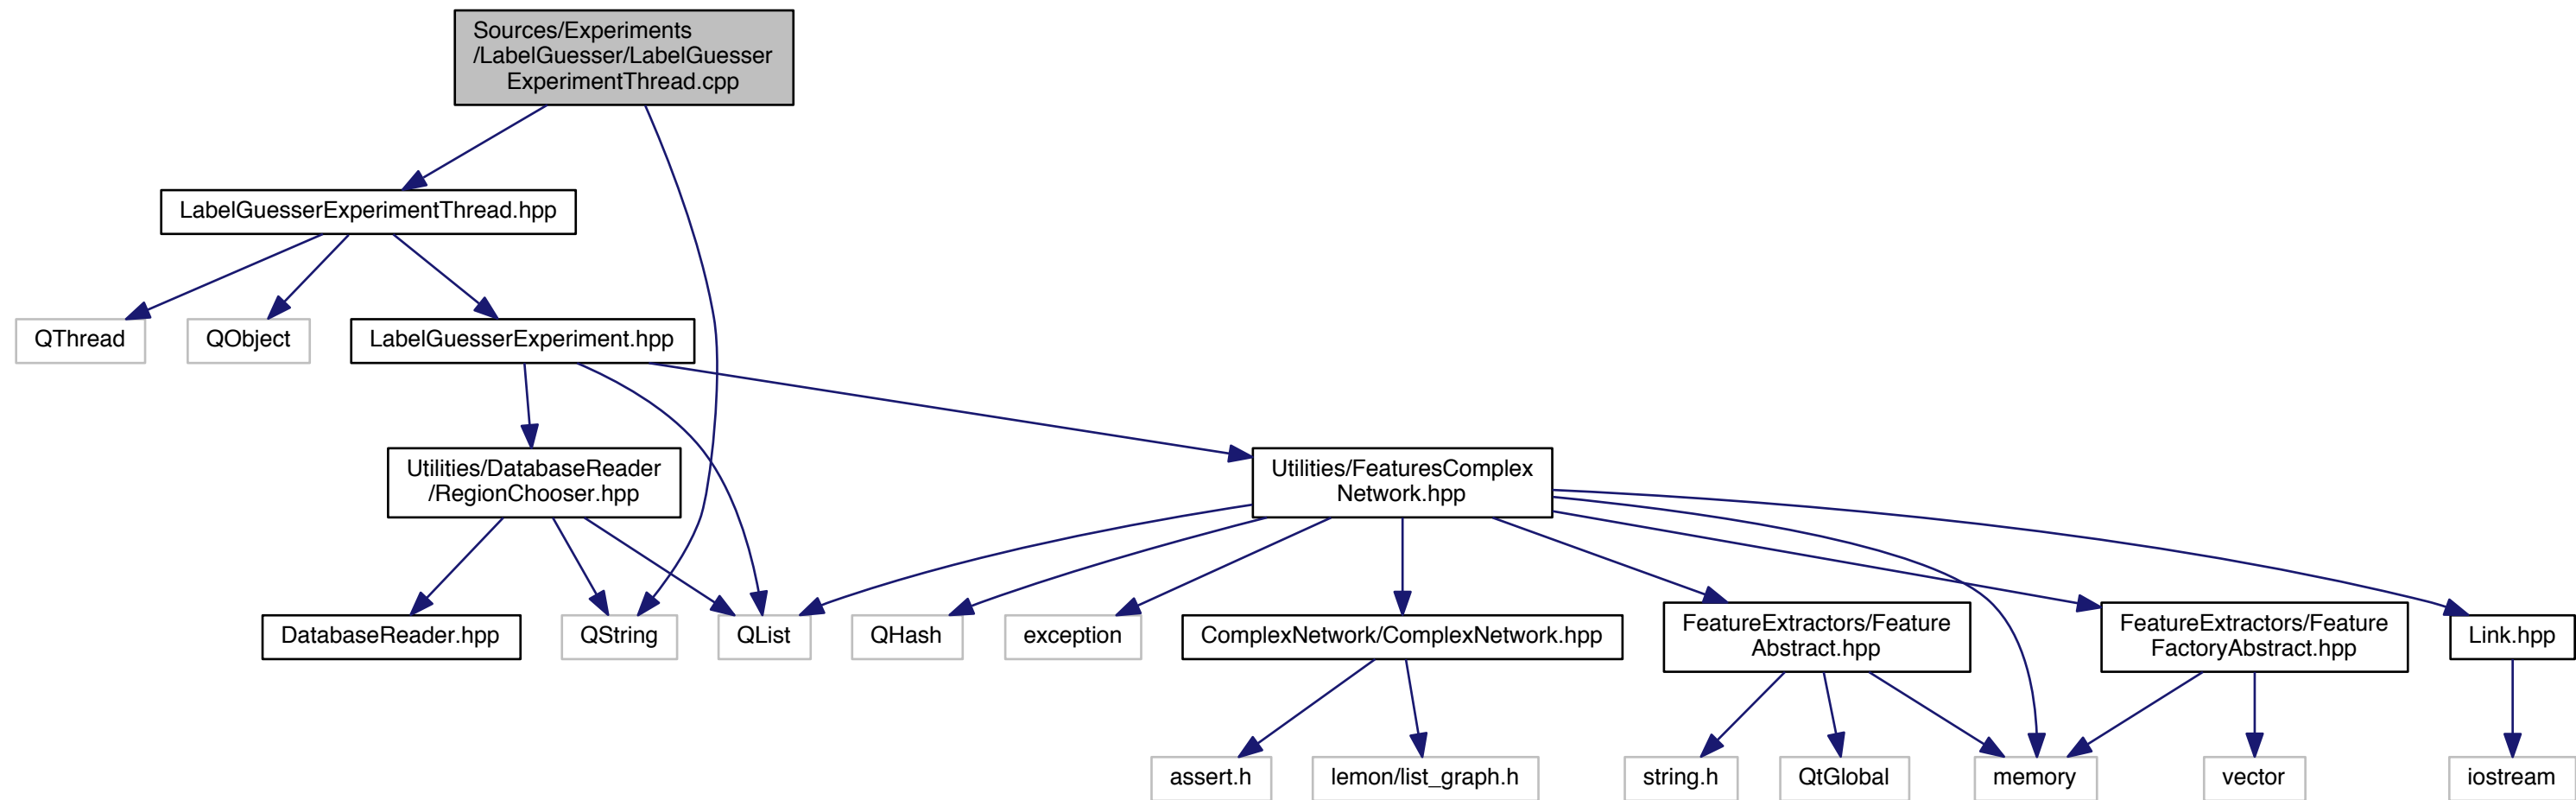 Sources/Experiments
/LabelGuesser/LabelGuesser
ExperimentThread.cpp
LabelGuesserExperimentThread.hpp
QThread
QObject
LabelGuesserExperiment.hpp
Utilities/DatabaseReader
/RegionChooser.hpp
Utilities/FeaturesComplex
Network.hpp
DatabaseReader.hpp
QString
QList
QHash
exception
ComplexNetwork/ComplexNetwork.hpp
FeatureExtractors/Feature
Abstract.hpp
FeatureExtractors/Feature
FactoryAbstract.hpp
Link.hpp
assert.h
lemon/list_graph.h
string.h
QtGlobal
memory
vector
iostream